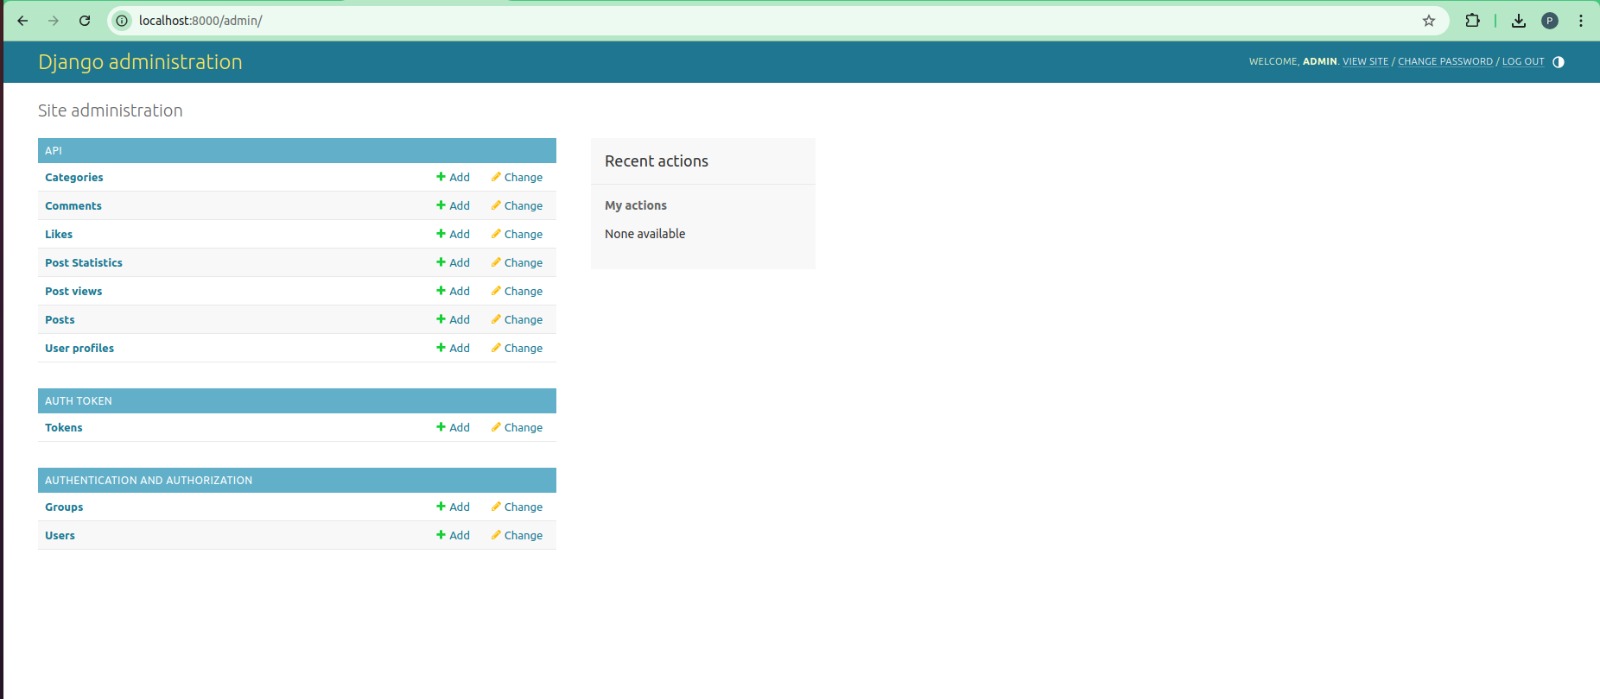 localhost:8000/admin/
P
Django administration
WELCOME, ADMIN. VIEW SITE / CHANGE PASSWORD / LOG OUT
Site administration
API
Categories Add Change
Comments Add Change
Likes Add Change
Post Statistics Add Change
Post views Add Change
Posts Add Change
User profiles Add Change
AUTH TOKEN
Tokens Add Change
AUTHENTICATION AND AUTHORIZATION
Groups Add Change
Users Add Change
Recent actions
My actions
None available